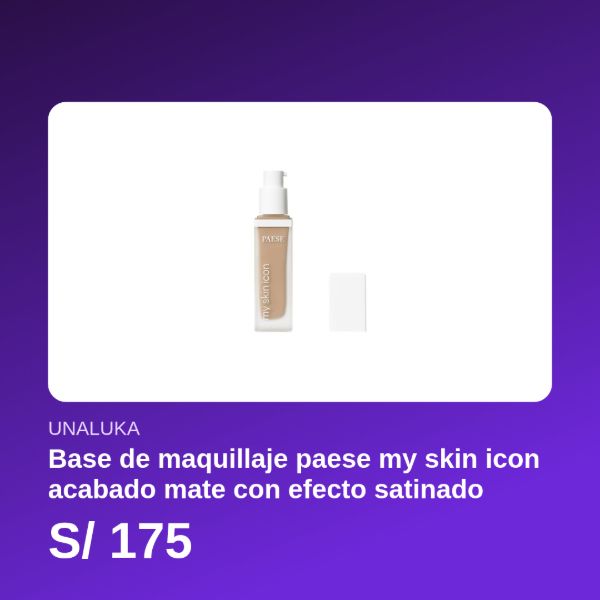 PAESE
my skin icon
UNALUKA
Base de maquillaje paese my skin icon
acabado mate con efecto satinado
S/ 175